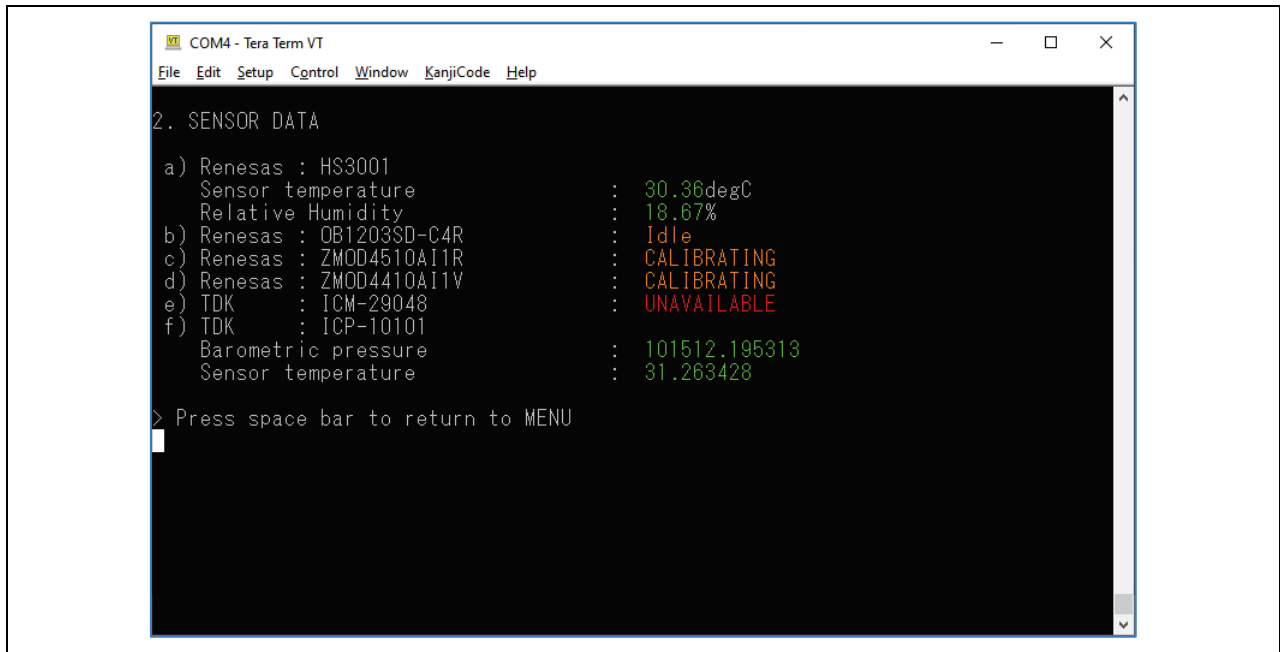 COM4 - Tera Term VT
File Edit Setup Control Window KanjiCode Help
2. SENSOR DATA
a) Renesas : HS3001
Sensor temperature : 30.36degC
Relative Humidity : 18.67%
b) Renesas : OB1203SD-C4R : Idle
c) Renesas : ZMOD4510AI1R : CALIBRATING
d) Renesas : ZMOD4410AI1V : CALIBRATING
e) TDK : ICM-29048 : UNAVAILABLE
f) TDK : ICP-10101
Barometric pressure : 101512.195313
Sensor temperature : 31.263428
> Press space bar to return to MENU